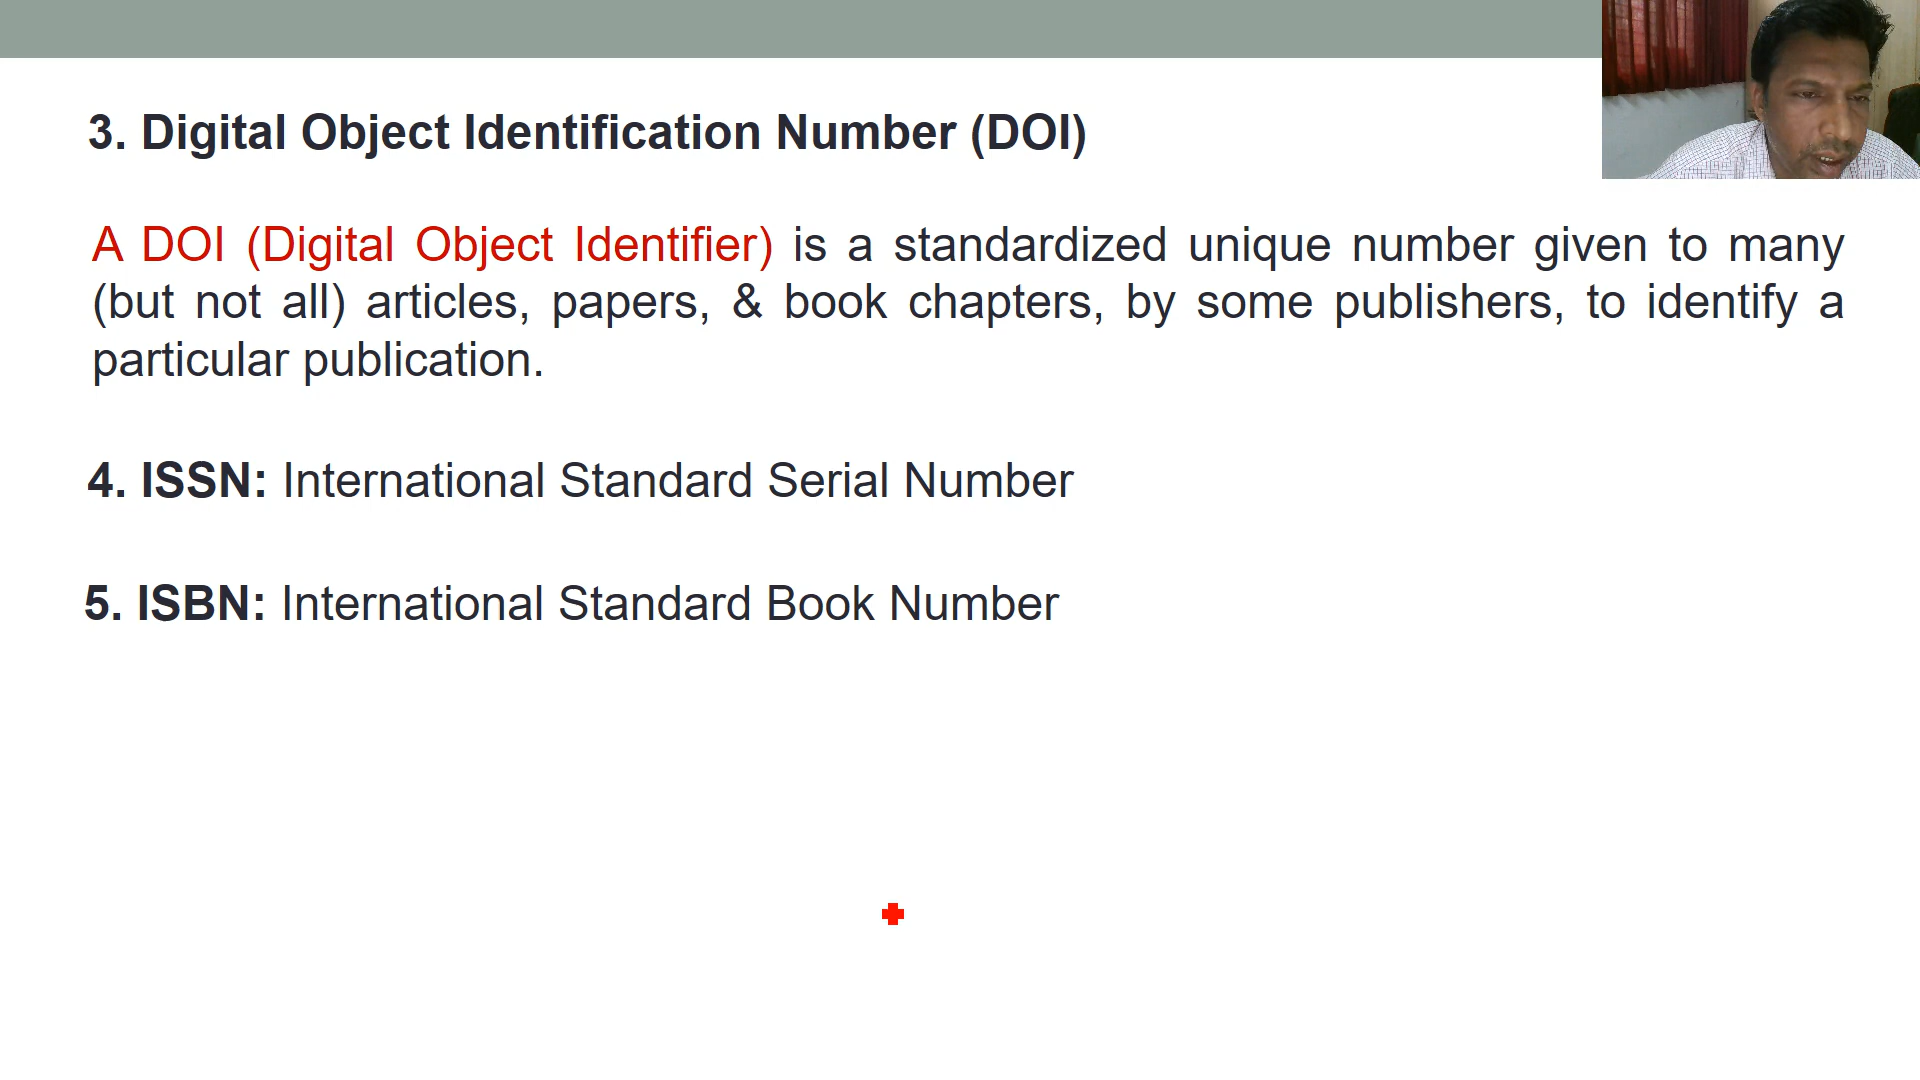 3. Digital Object Identification Number (DOI)
A DOI (Digital Object Identifier) is a standardized unique number given to many
(but not all) articles, papers, & book chapters, by some publishers, to identify a
particular publication.
4. ISSN: International Standard Serial Number
5. ISBN: International Standard Book Number